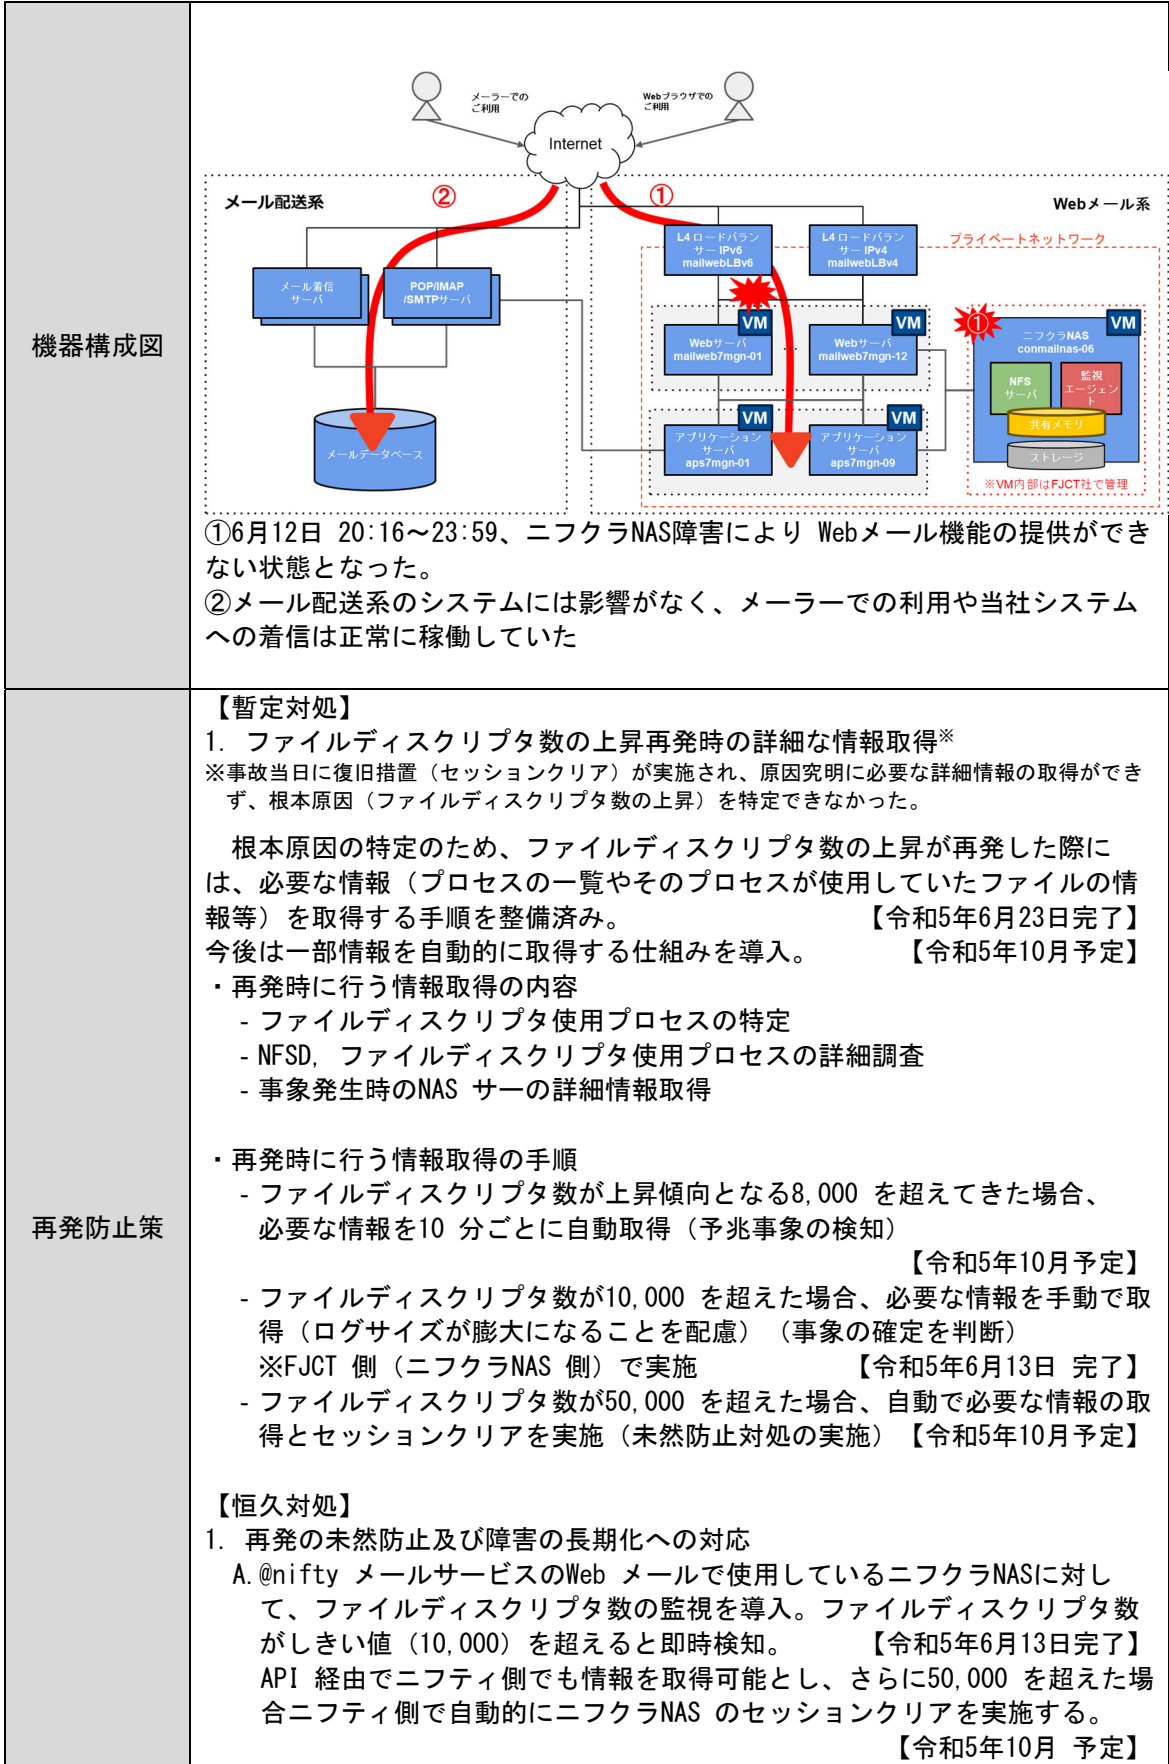 機器構成図
メーラーでの
ご利用
Webブラウザでの
ご利用
Internet
メール配送系
②
①
Webメール系
プライベートネットワーク
メール着信
サーバ
POP/IMAP
/SMTPサーバ
メールデータベース
L4ロードバラン
サー IPv6
mailwebLBv6
L4ロードバラン
サー IPv4
mailwebLBv4
VM
Webサーバ
mailweb7mgn-01
...
VM
Webサーバ
mailweb7mgn-12
VM
アプリケーション
サーバ
aps7mgn-01
VM
アプリケーション
サーバ
aps7mgn-09
①
VM
ニフクラNAS
conmailnas-06
NFS
サーバ
監視
エージェン
ト
共有メモリ
ストレージ
※VM内部はFJCT社で管理
①6月12日 20:16～23:59、ニフクラNAS障害により Webメール機能の提供ができ
ない状態となった。
②メール配送系のシステムには影響がなく、メーラーでの利用や当社システム
への着信は正常に稼働していた
再発防止策
【暫定対処】
1. ファイルディスクリプタ数の上昇再発時の詳細な情報取得※
※事故当日に復旧措置（セッションクリア）が実施され、原因究明に必要な詳細情報の取得ができ
ず、根本原因（ファイルディスクリプタ数の上昇）を特定できなかった。
根本原因の特定のため、ファイルディスクリプタ数の上昇が再発した際に
は、必要な情報（プロセスの一覧やそのプロセスが使用していたファイルの情
報等）を取得する手順を整備済み。 【令和5年6月23日完了】
今後は一部情報を自動的に取得する仕組みを導入。 【令和5年10月予定】
・再発時に行う情報取得の内容
- ファイルディスクリプタ使用プロセスの特定
- NFSD, ファイルディスクリプタ使用プロセスの詳細調査
- 事象発生時のNAS サーの詳細情報取得
・再発時に行う情報取得の手順
- ファイルディスクリプタ数が上昇傾向となる8,000 を超えてきた場合、
必要な情報を10 分ごとに自動取得（予兆事象の検知）
【令和5年10月予定】
- ファイルディスクリプタ数が10,000 を超えた場合、必要な情報を手動で取
得（ログサイズが膨大になることを配慮）（事象の確定を判断）
※FJCT 側（ニフクラNAS 側）で実施 【令和5年6月13日 完了】
- ファイルディスクリプタ数が50,000 を超えた場合、自動で必要な情報の取
得とセッションクリアを実施（未然防止対処の実施）【令和5年10月予定】
【恒久対処】
1. 再発の未然防止及び障害の長期化への対応
A.@nifty メールサービスのWeb メールで使用しているニフクラNASに対し
て、ファイルディスクリプタ数の監視を導入。ファイルディスクリプタ数
がしきい値（10,000）を超えると即時検知。 【令和5年6月13日完了】
API 経由でニフティ側でも情報を取得可能とし、さらに50,000 を超えた場
合ニフティ側で自動的にニフクラNAS のセッションクリアを実施する。
【令和5年10月 予定】